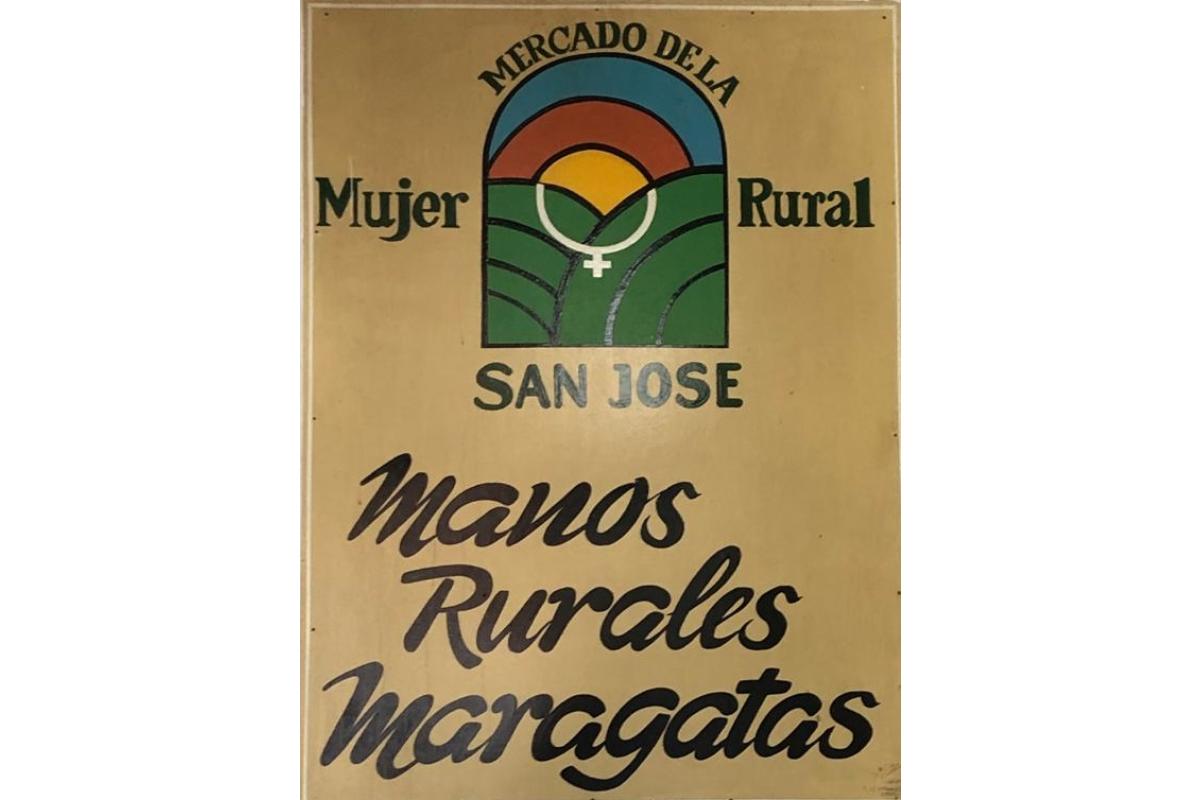 MERCADO DE LA
Mujer Rural
SAN JOSE
Manos
Rurales
Maragatas